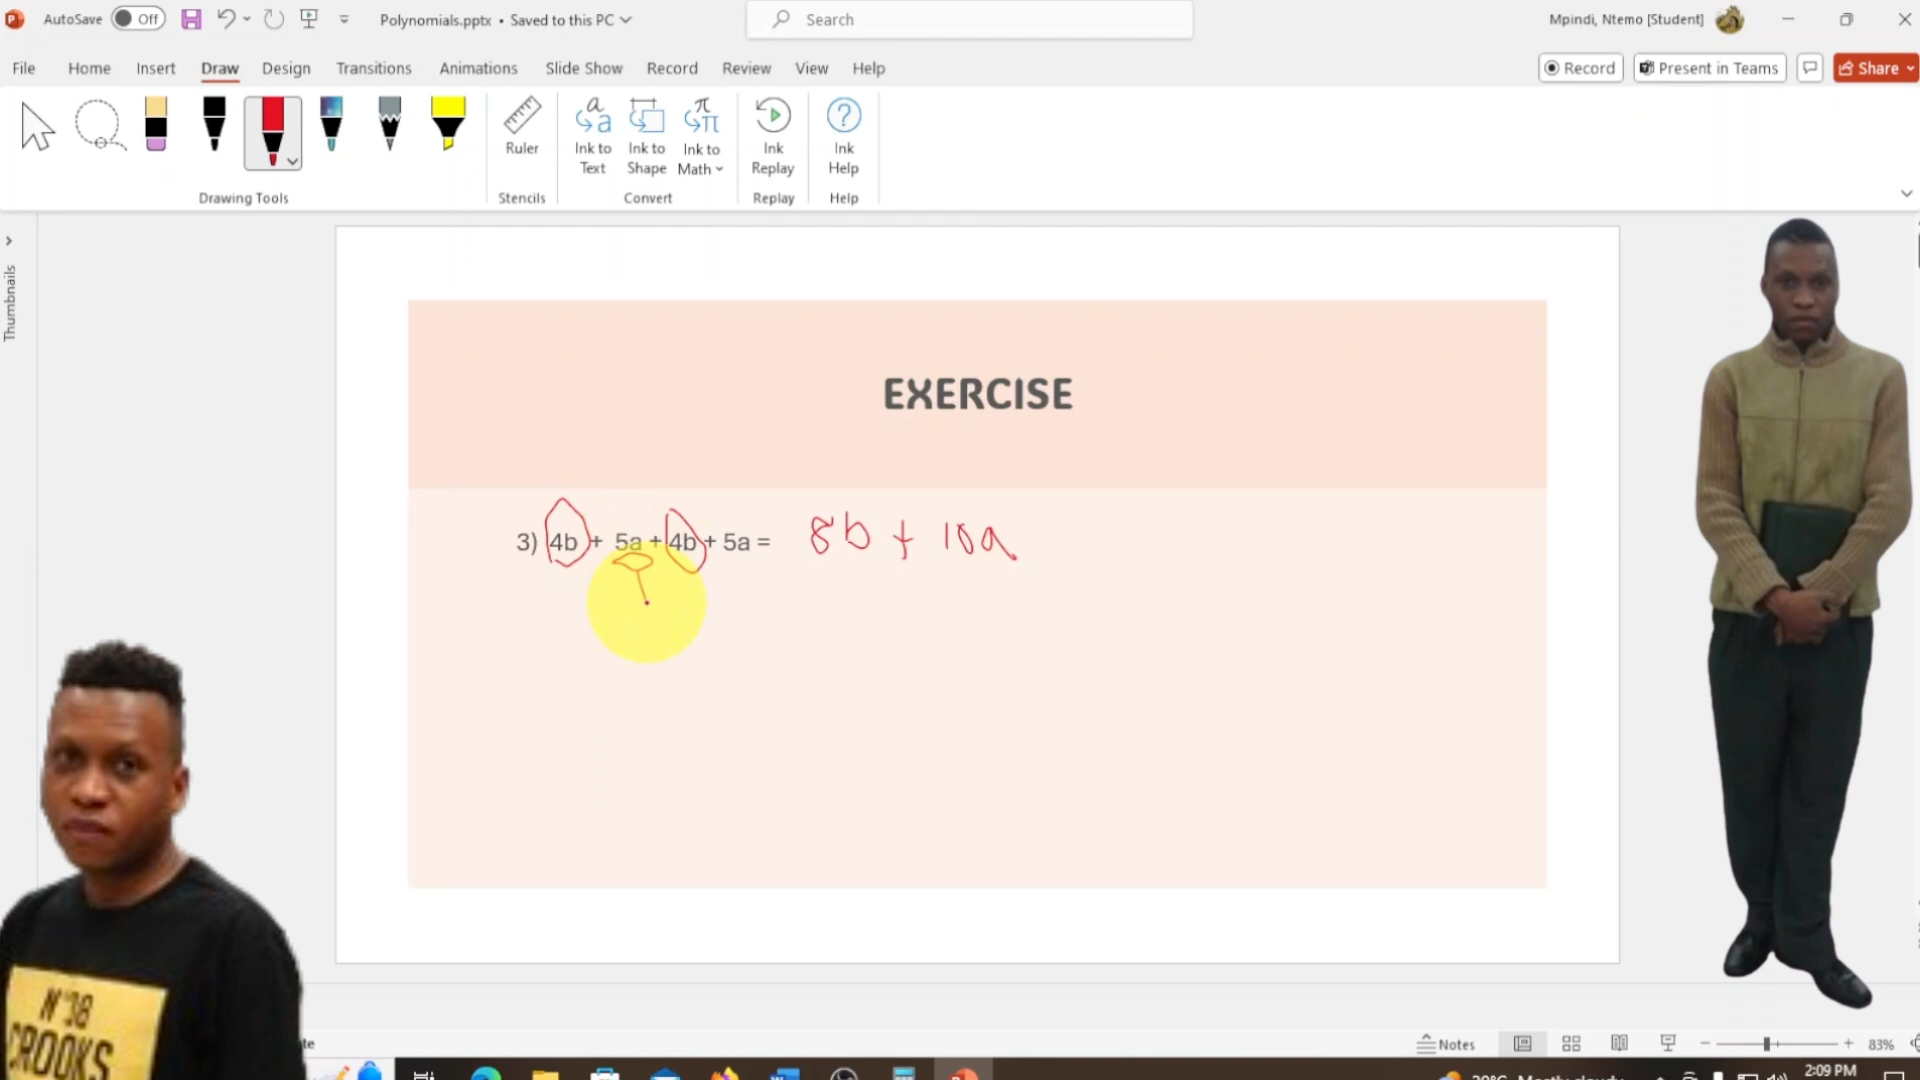 AutoSave Off Polynomials.pptx • Saved to this PC Search Mpindi, Ntemo [Student]
File Home Insert Draw Design Transitions Animations Slide Show Record Review View Help Record Present in Teams Share
Ruler
Ink to Text
Ink to Shape
Ink to Math
Ink Replay
Ink Help
Drawing Tools Stencils Convert Replay Help
Thumbnails
EXERCISE
3) 4b + 5a + 4b + 5a = 8b + 10a
N°38
CROOKS
Notes 83%
2:09 PM